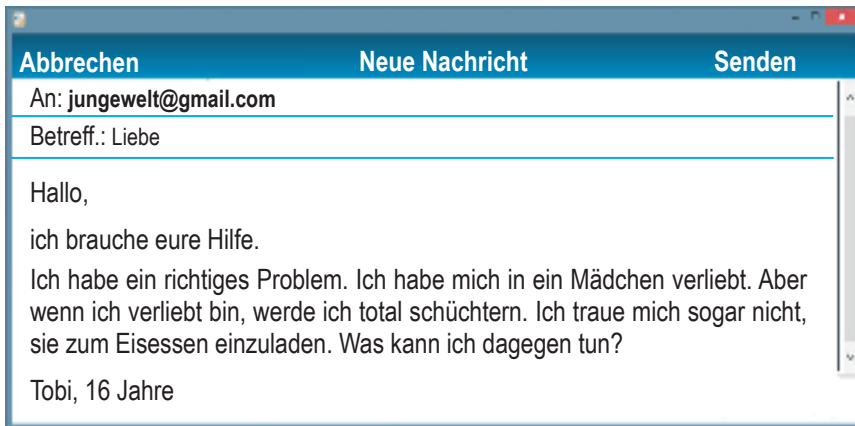 Abbrechen Neue Nachricht Senden
An: jungewelt@gmail.com
Betreff.: Liebe
Hallo,
ich brauche eure Hilfe.
Ich habe ein richtiges Problem. Ich habe mich in ein Mädchen verliebt. Aber
wenn ich verliebt bin, werde ich total schüchtern. Ich traue mich sogar nicht,
sie zum Eisessen einzuladen. Was kann ich dagegen tun?
Tobi, 16 Jahre